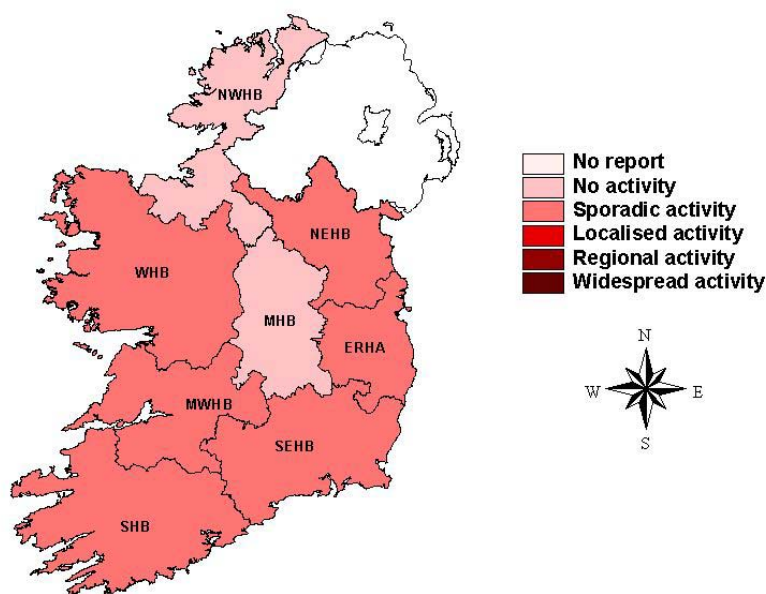 NWHB
No report
No activity
Sporadic activity
Localised activity
Regional activity
Widespread activity
NEHB
WHB
MHB
ERHA
MWHB
SEHB
SHB
N
W E
S